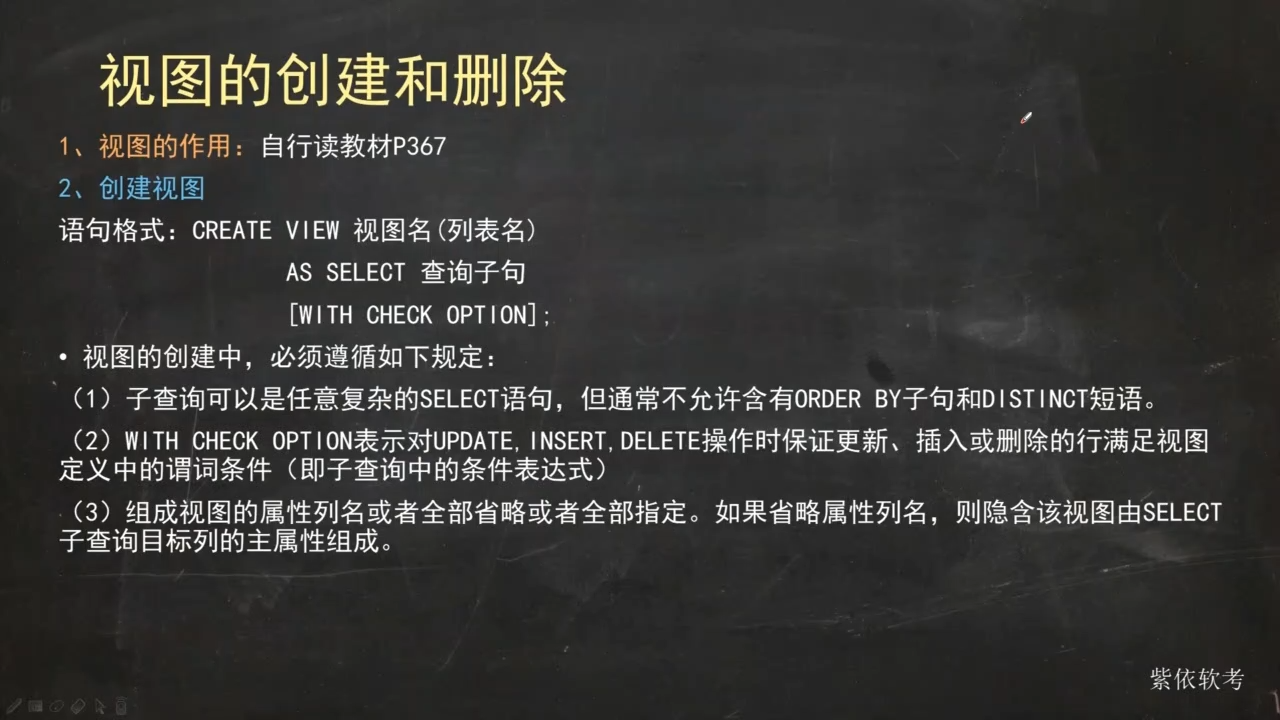 视图的创建和删除
1、视图的作用：自行读教材P367
2、创建视图
语句格式：CREATE VIEW 视图名(列表名)
AS SELECT 查询子句
[WITH CHECK OPTION];
• 视图的创建中，必须遵循如下规定：
（1）子查询可以是任意复杂的SELECT语句，但通常不允许含有ORDER BY子句和DISTINCT短语。
（2）WITH CHECK OPTION表示对UPDATE,INSERT,DELETE操作时保证更新、插入或删除的行满足视图
定义中的谓词条件（即子查询中的条件表达式）
（3）组成视图的属性列名或者全部省略或者全部指定。如果省略属性列名，则隐含该视图由SELECT
子查询目标列的主属性组成。
紫依软考